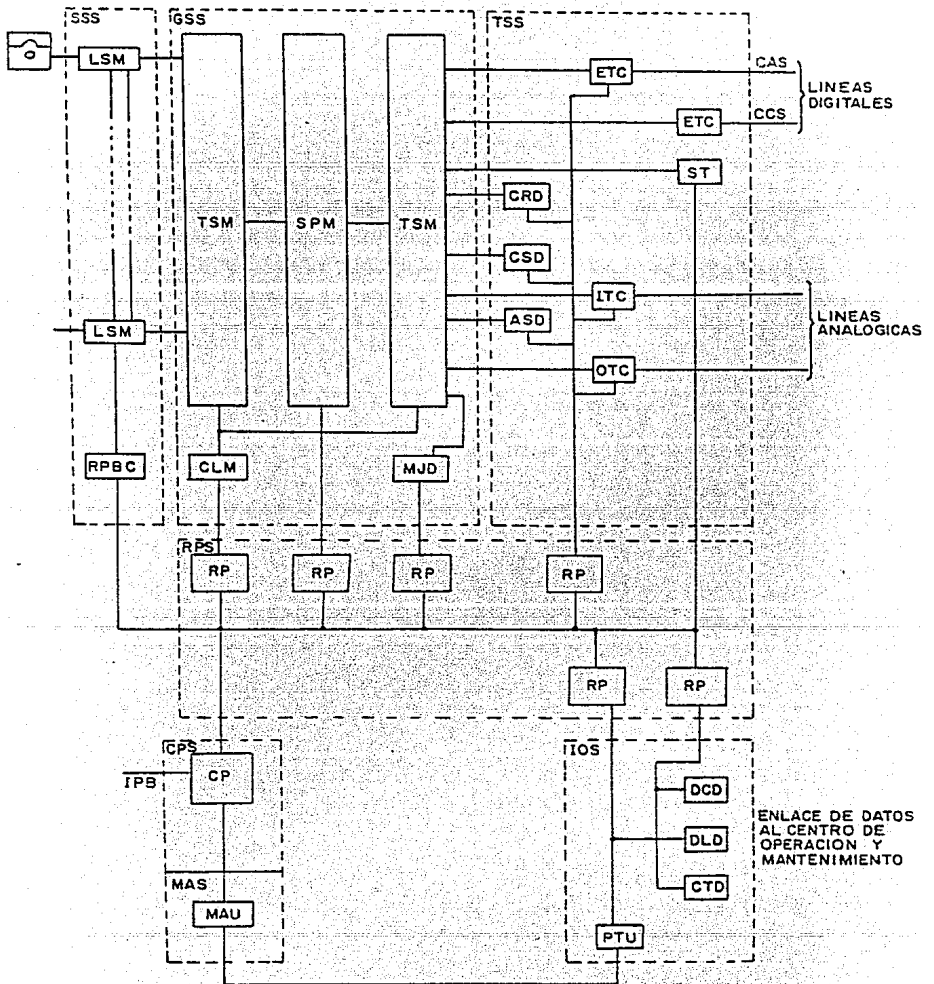 SSS
GSS
TSS
LSM
ETC
CAS
LINEAS
DIGITALES
ETC
CCS
ST
TSM
SPM
TSM
CRD
CSD
ITC
LINEAS
ANALOGICAS
LSM
ASD
OTC
RPBC
CLM
MJD
RPS
RP
RP
RP
RP
RP
RP
CPS
CP
IPB
MAS
MAU
IOS
DCD
DLD
CTD
PTU
ENLACE DE DATOS
AL CENTRO DE
OPERACION Y
MANTENIMIENTO